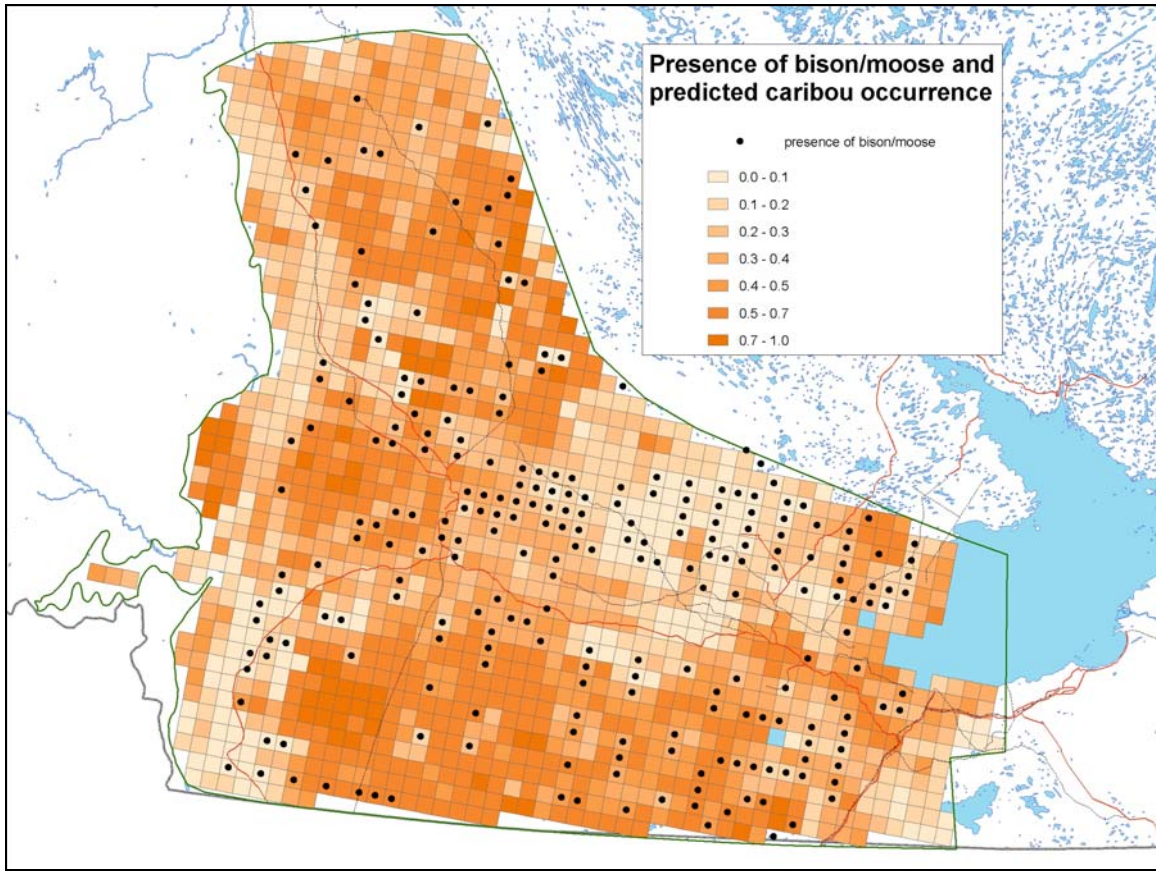 Presence of bison/moose and
predicted caribou occurrence
presence of bison/moose
0.0 - 0.1
0.1 - 0.2
0.2 - 0.3
0.3 - 0.4
0.4 - 0.5
0.5 - 0.7
0.7 - 1.0